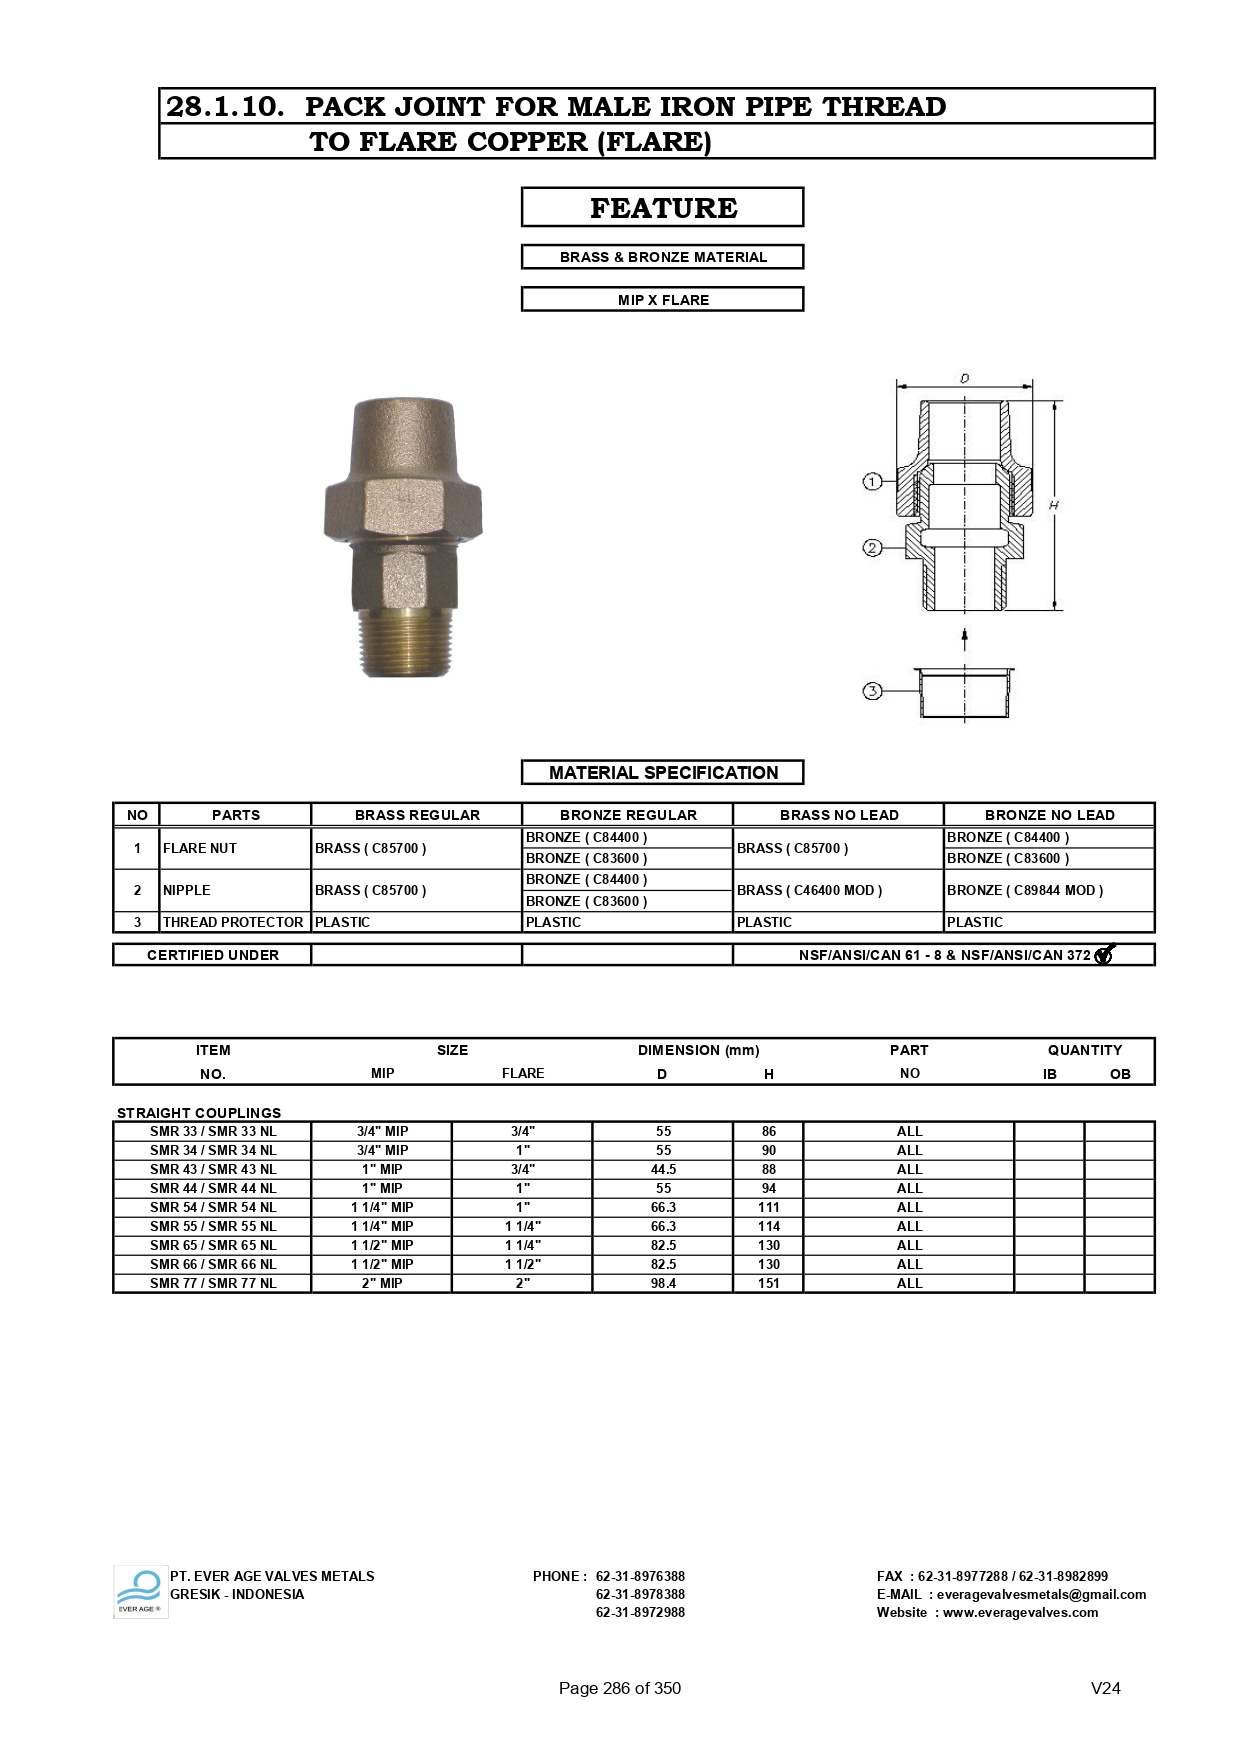 28.1.10. PACK JOINT FOR MALE IRON PIPE THREAD
TO FLARE COPPER (FLARE)
FEATURE
BRASS & BRONZE MATERIAL
MIP X FLARE
D
H
1
2
3
MATERIAL SPECIFICATION
NO PARTS BRASS REGULAR BRONZE REGULAR BRASS NO LEAD BRONZE NO LEAD
1 FLARE NUT BRASS ( C85700 ) BRONZE ( C84400 ) BRASS ( C85700 ) BRONZE ( C84400 )
BRONZE ( C83600 ) BRONZE ( C83600 )
2 NIPPLE BRASS ( C85700 ) BRONZE ( C84400 ) BRASS ( C46400 MOD ) BRONZE ( C89844 MOD )
BRONZE ( C83600 )
3 THREAD PROTECTOR PLASTIC PLASTIC PLASTIC PLASTIC
CERTIFIED UNDER NSF/ANSI/CAN 61 - 8 & NSF/ANSI/CAN 372
ITEM SIZE DIMENSION (mm) PART QUANTITY
NO. MIP FLARE D H NO IB OB
STRAIGHT COUPLINGS
SMR 33 / SMR 33 NL 3/4" MIP 3/4" 55 86 ALL
SMR 34 / SMR 34 NL 3/4" MIP 1" 55 90 ALL
SMR 43 / SMR 43 NL 1" MIP 3/4" 44.5 88 ALL
SMR 44 / SMR 44 NL 1" MIP 1" 55 94 ALL
SMR 54 / SMR 54 NL 1 1/4" MIP 1" 66.3 111 ALL
SMR 55 / SMR 55 NL 1 1/4" MIP 1 1/4" 66.3 114 ALL
SMR 65 / SMR 65 NL 1 1/2" MIP 1 1/4" 82.5 130 ALL
SMR 66 / SMR 66 NL 1 1/2" MIP 1 1/2" 82.5 130 ALL
SMR 77 / SMR 77 NL 2" MIP 2" 98.4 151 ALL
EVER AGE ®
PT. EVER AGE VALVES METALS PHONE : 62-31-8976388 FAX : 62-31-8977288 / 62-31-8982899
GRESIK - INDONESIA 62-31-8978388 E-MAIL : everagevalvesmetals@gmail.com
62-31-8972988 Website : www.everagevalves.com
Page 286 of 350 V24